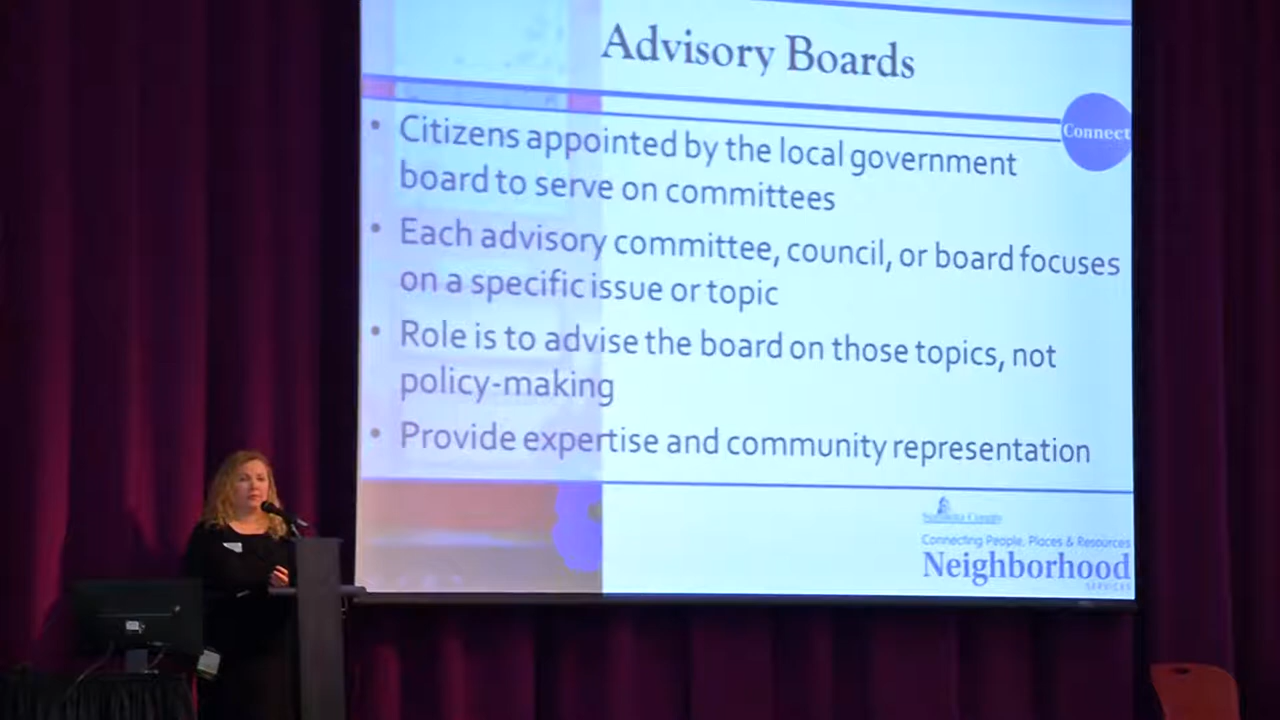 Advisory Boards
Connect
• Citizens appointed by the local government
board to serve on committees
• Each advisory committee, council, or board focuses
on a specific issue or topic
• Role is to advise the board on those topics, not
policy-making
• Provide expertise and community representation
Connecting People, Places & Resources
Neighborhood
SERVICES